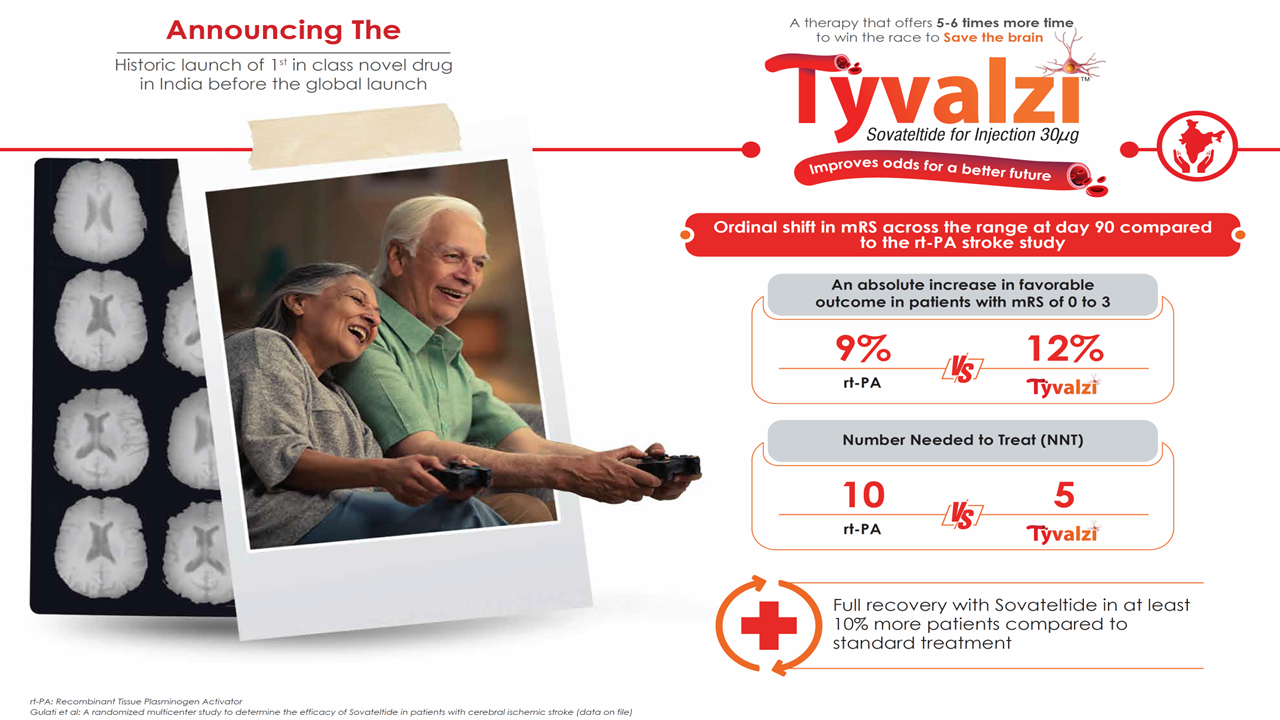 Announcing The
Historic launch of 1st in class novel drug
in India before the global launch
A therapy that offers 5-6 times more time
to win the race to Save the brain
Tyvalzi™
Sovateltide for Injection 30µg
Improves odds for a better future
Ordinal shift in mRS across the range at day 90 compared
to the rt-PA stroke study
An absolute increase in favorable
outcome in patients with mRS of 0 to 3
9% VS 12%
rt-PA Tyvalzi
Number Needed to Treat (NNT)
10 VS 5
rt-PA Tyvalzi
Full recovery with Sovateltide in at least
10% more patients compared to
standard treatment
rt-PA: Recombinant Tissue Plasminogen Activator
Gulati et al: A randomized multicenter study to determine the efficacy of Sovateltide in patients with cerebral ischemic stroke (data on file)